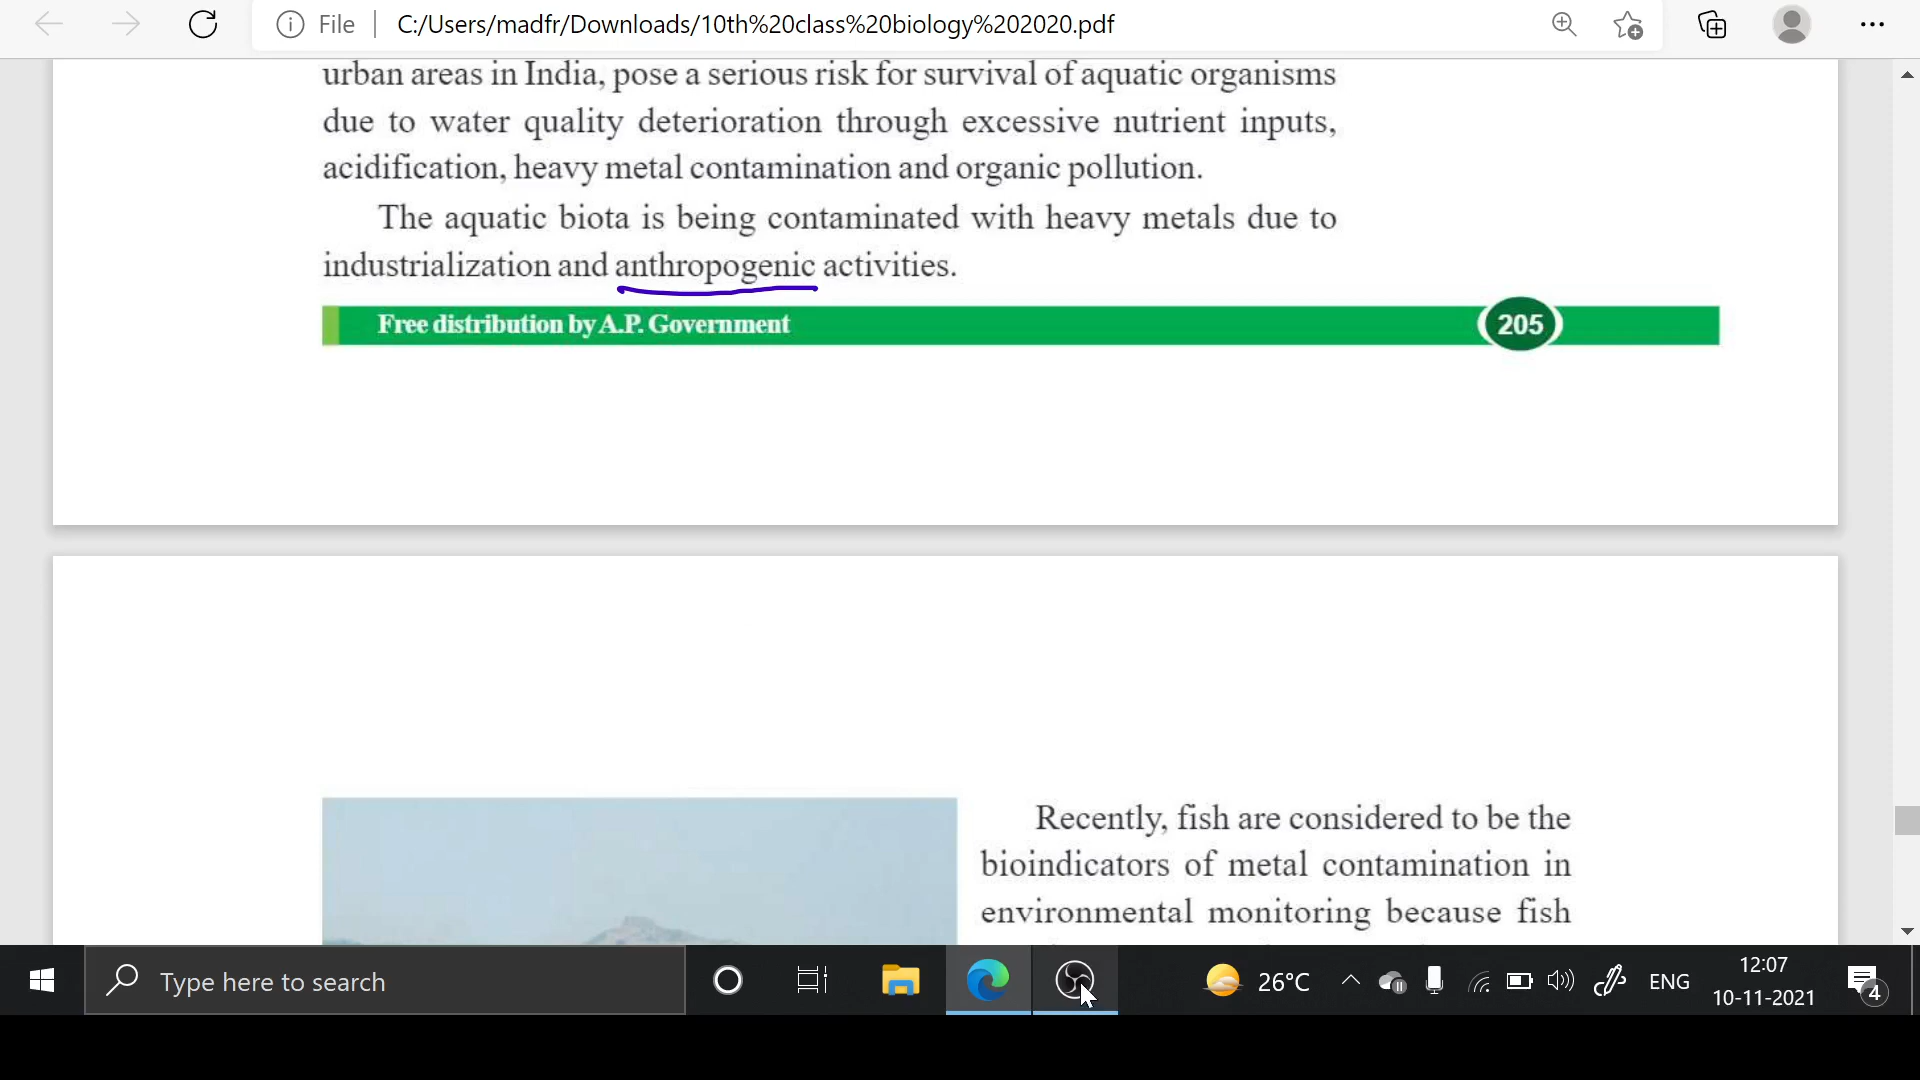 File
C:/Users/madfr/Downloads/10th%20class%20biology%202020.pdf
urban areas in India, pose a serious risk for survival of aquatic organisms
due to water quality deterioration through excessive nutrient inputs,
acidification, heavy metal contamination and organic pollution.
The aquatic biota is being contaminated with heavy metals due to
industrialization and anthropogenic activities.
Free distribution by A.P. Government
205
Recently, fish are considered to be the
bioindicators of metal contamination in
environmental monitoring because fish
Type here to search
26°C
ENG
12:07
10-11-2021
4